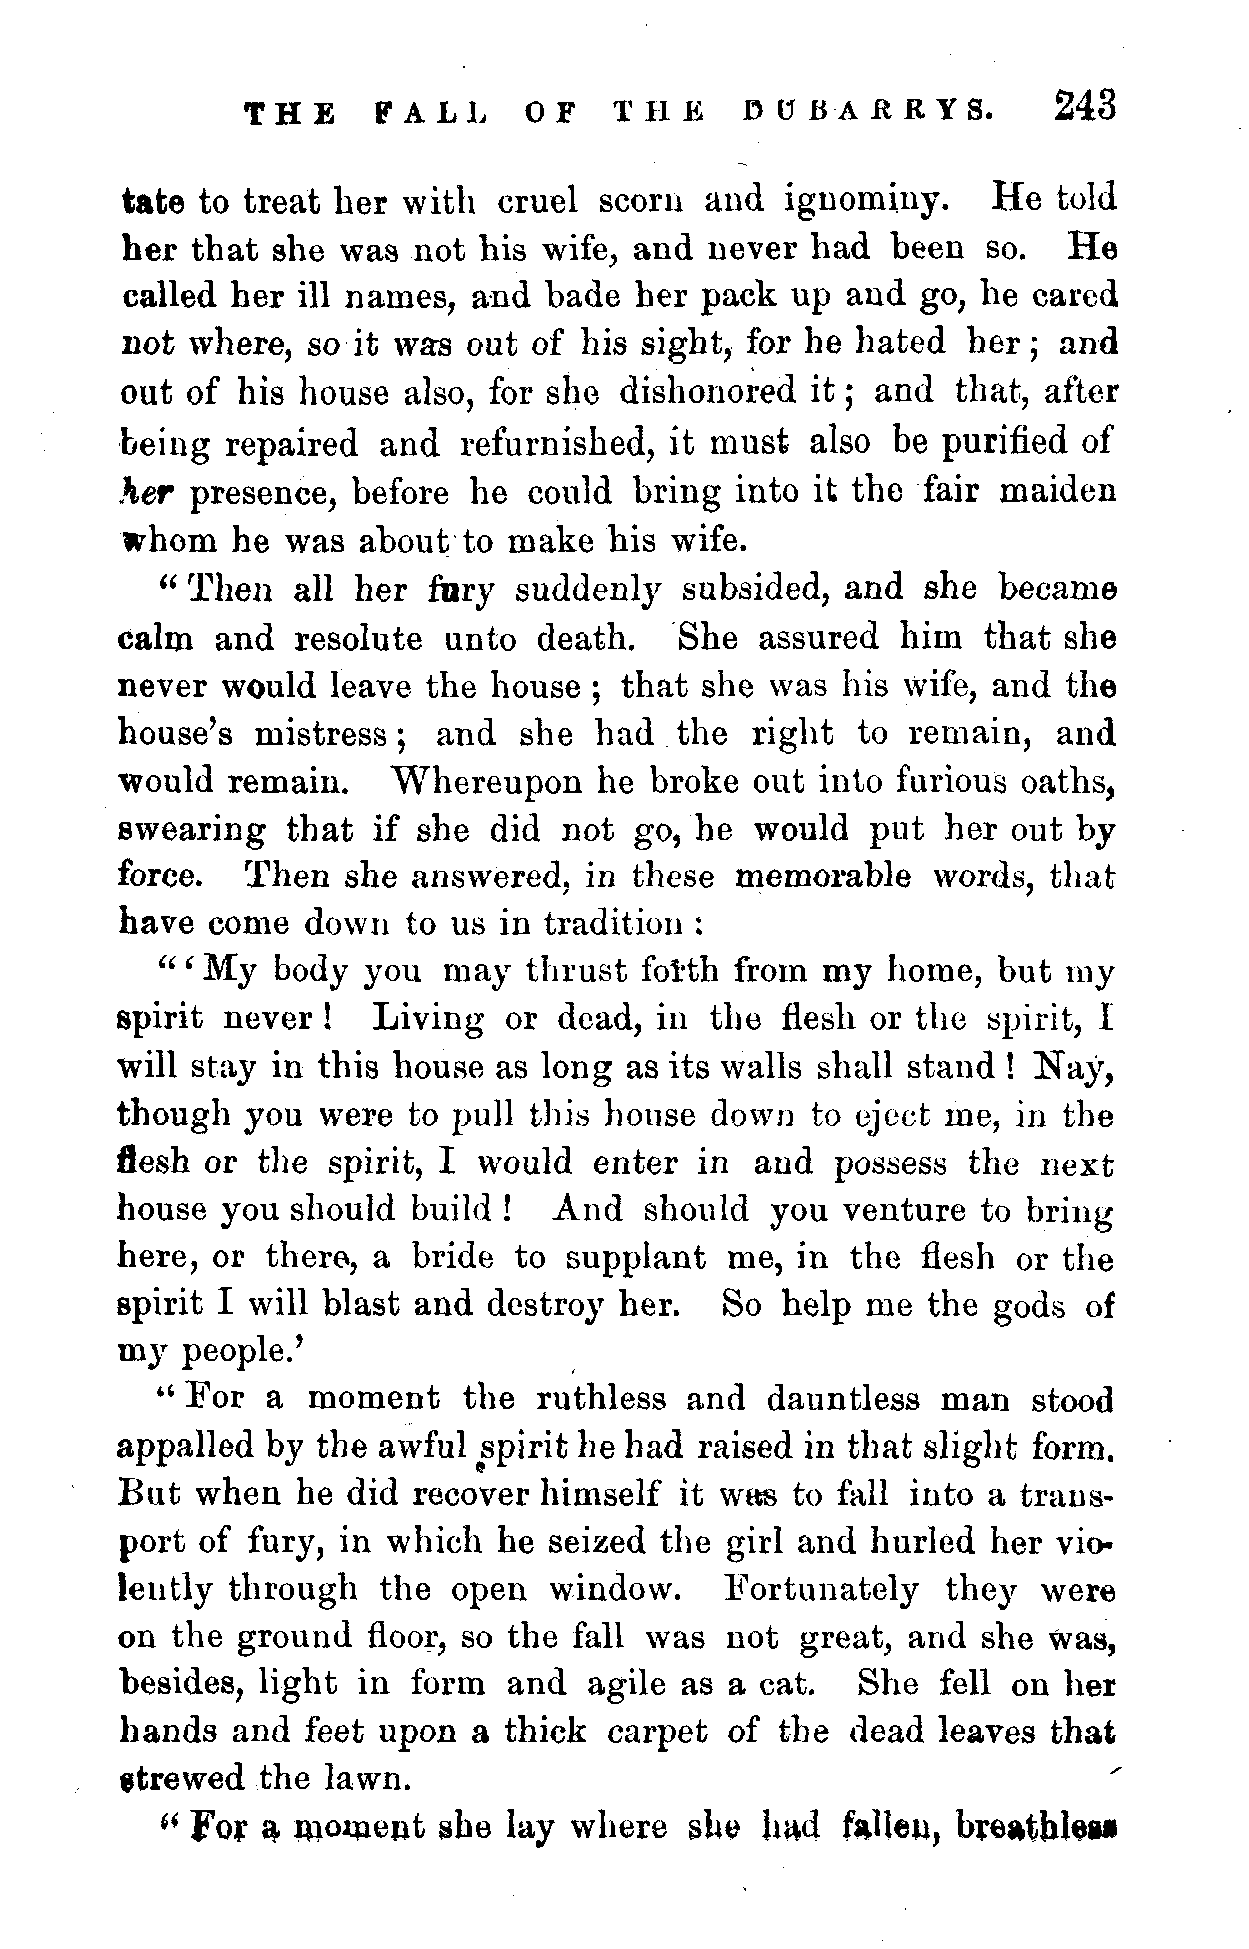 THE FALL OF THE DUBARRYS. 243
tate to treat her with cruel scorn and ignominy. He told
her that she was not his wife, and never had been so. He
called her ill names, and bade her pack up and go, he cared
not where, so it was out of his sight, for he hated her; and
out of his house also, for she dishonored it; and that, after
being repaired and refurnished, it must also be purified of
her presence, before he could bring into it the fair maiden
whom he was about to make his wife.
"Then all her fury suddenly subsided, and she became
calm and resolute unto death. She assured him that she
never would leave the house; that she was his wife, and the
house's mistress; and she had the right to remain, and
would remain. Whereupon he broke out into furious oaths,
swearing that if she did not go, he would put her out by
force. Then she answered, in these memorable words, that
have come down to us in tradition:
"'My body you may thrust forth from my home, but my
spirit never! Living or dead, in the flesh or the spirit, I
will stay in this house as long as its walls shall stand! Nay,
though you were to pull this house down to eject me, in the
flesh or the spirit, I would enter in and possess the next
house you should build! And should you venture to bring
here, or there, a bride to supplant me, in the flesh or the
spirit I will blast and destroy her. So help me the gods of
my people.'
"For a moment the ruthless and dauntless man stood
appalled by the awful spirit he had raised in that slight form.
But when he did recover himself it was to fall into a trans-
port of fury, in which he seized the girl and hurled her vio-
lently through the open window. Fortunately they were
on the ground floor, so the fall was not great, and she was,
besides, light in form and agile as a cat. She fell on her
hands and feet upon a thick carpet of the dead leaves that
strewed the lawn.
"For a moment she lay where she had fallen, breathless